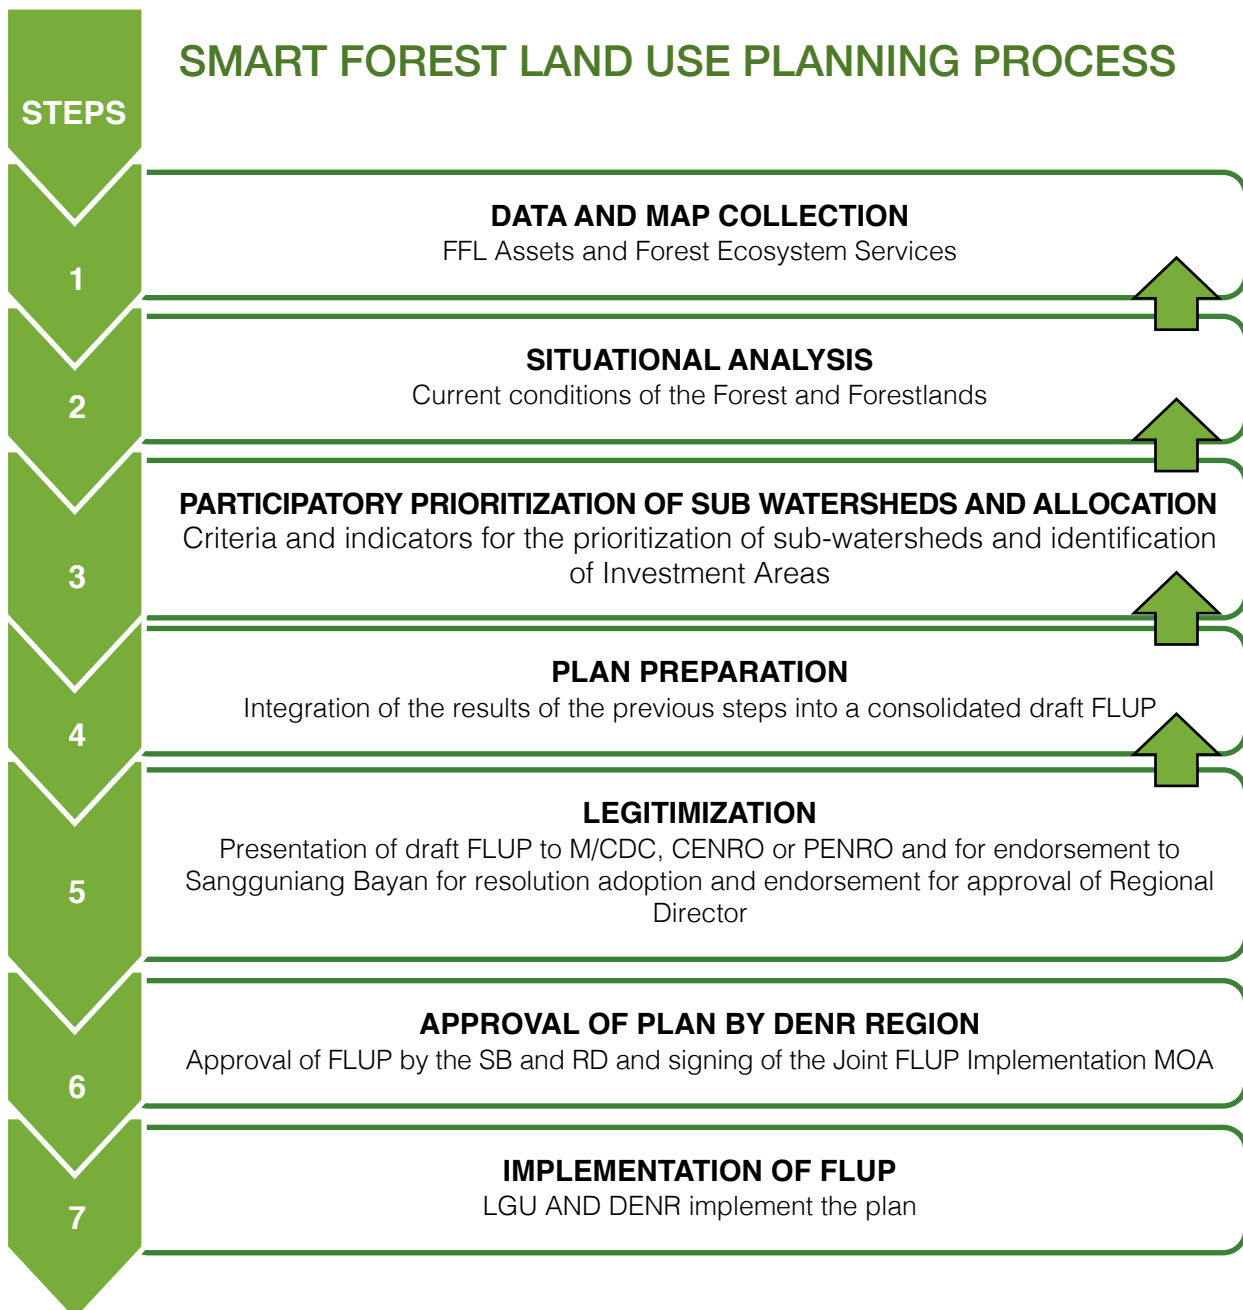 SMART FOREST LAND USE PLANNING PROCESS
STEPS
1
DATA AND MAP COLLECTION
FFL Assets and Forest Ecosystem Services
2
SITUATIONAL ANALYSIS
Current conditions of the Forest and Forestlands
3
PARTICIPATORY PRIORITIZATION OF SUB WATERSHEDS AND ALLOCATION
Criteria and indicators for the prioritization of sub-watersheds and identification
of Investment Areas
4
PLAN PREPARATION
Integration of the results of the previous steps into a consolidated draft FLUP
5
LEGITIMIZATION
Presentation of draft FLUP to M/CDC, CENRO or PENRO and for endorsement to
Sangguniang Bayan for resolution adoption and endorsement for approval of Regional
Director
6
APPROVAL OF PLAN BY DENR REGION
Approval of FLUP by the SB and RD and signing of the Joint FLUP Implementation MOA
7
IMPLEMENTATION OF FLUP
LGU AND DENR implement the plan